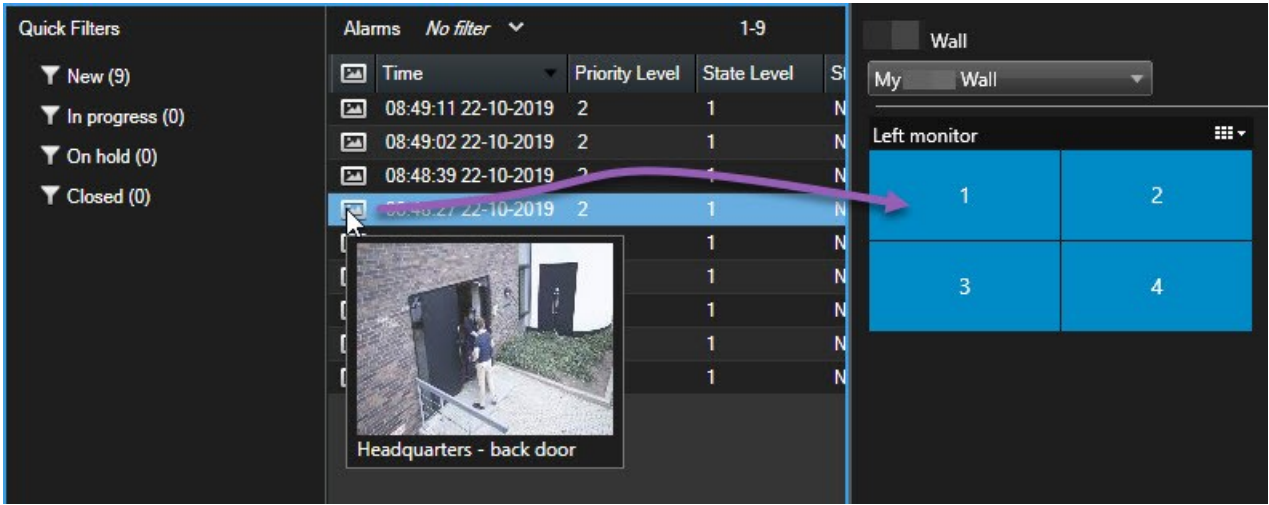 Quick Filters
New (9)
In progress (0)
On hold (0)
Closed (0)
Alarms No filter 1-9
Time Priority Level State Level
08:49:11 22-10-2019 2 1 N
08:49:02 22-10-2019 2 1 N
08:48:39 22-10-2019 2 1 N
22-10-2019 2 1 N
1 N
1 N
1 N
1 N
Headquarters - back door
Wall
My Wall
Left monitor
1 2
3 4